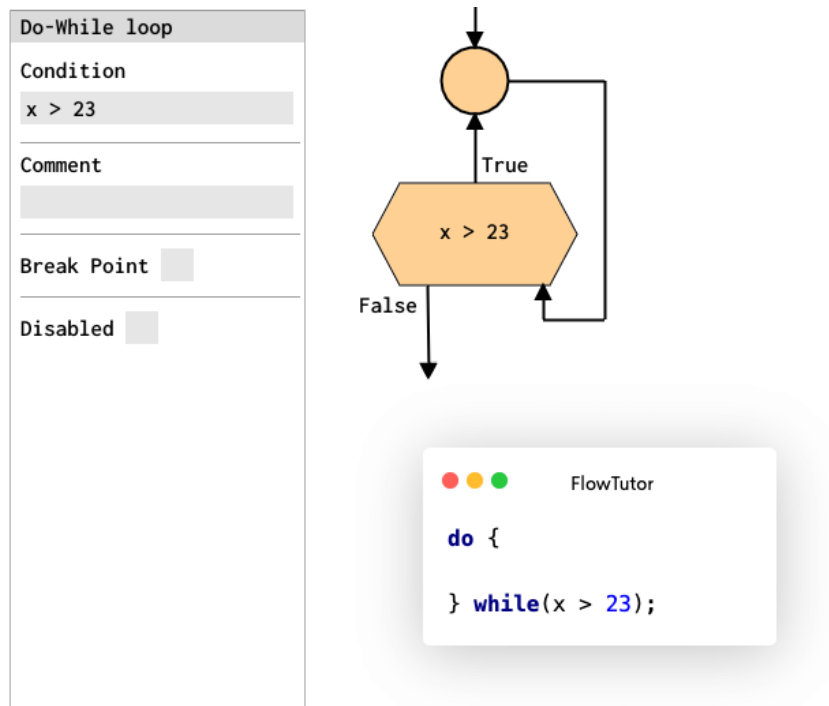 Do-While loop
Condition
x > 23
Comment
Break Point
Disabled
True
x > 23
False
FlowTutor
do {
} while(x > 23);